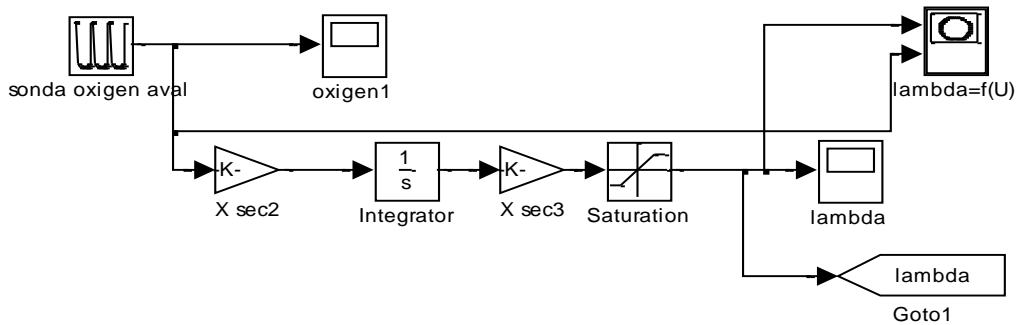 sonda oxigen aval
oxigen1
lambda=f(U)
-K-
X sec2
1
s
Integrator
-K-
X sec3
Saturation
lambda
lambda
Goto1